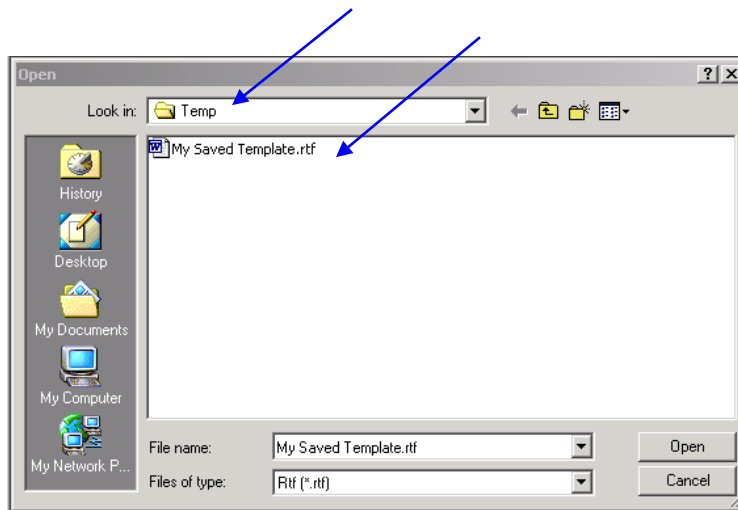 Open
Look in: Temp
My Saved Template.rtf
History
Desktop
My Documents
My Computer
My Network P...
File name: My Saved Template.rtf Open
Files of type: Rtf (*.rtf) Cancel